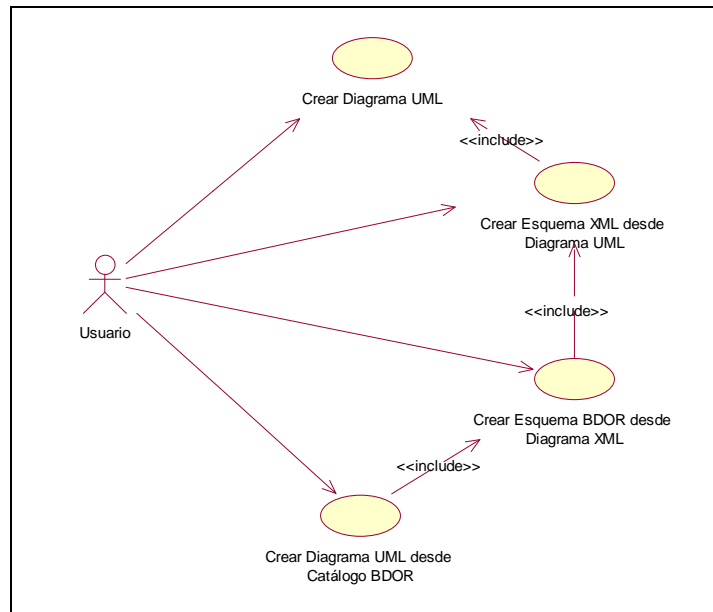 Crear Diagrama UML
<<include>>
Crear Esquema XML desde
Diagrama UML
<<include>>
Usuario
Crear Esquema BDOR desde
Diagrama XML
<<include>>
Crear Diagrama UML desde
Catálogo BDOR